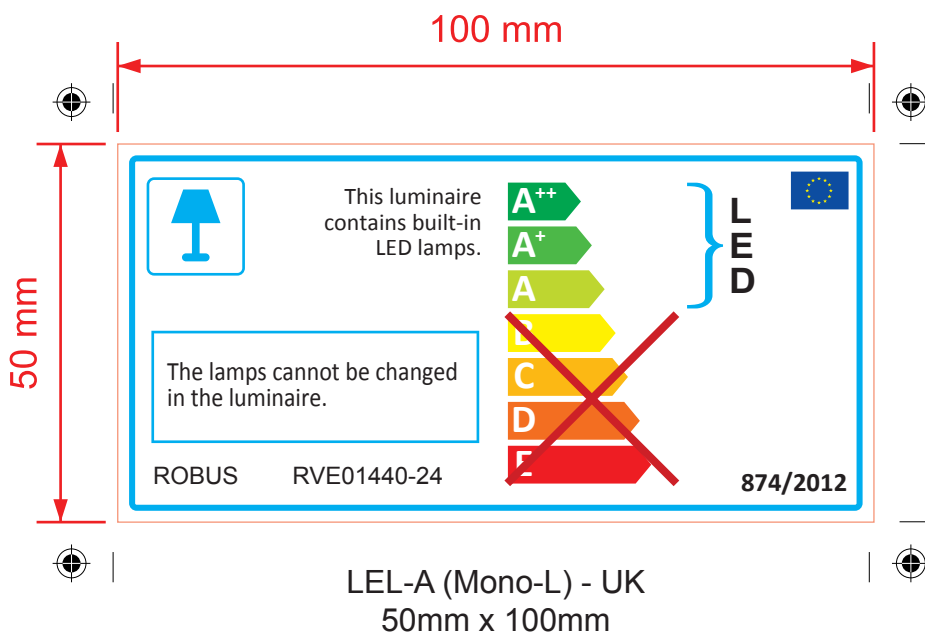 100 mm
50 mm
This luminaire
contains built-in
LED lamps.
A++
A+
A
B
C
D
E
L
E
D
The lamps cannot be changed
in the luminaire.
ROBUS RVE01440-24
874/2012
LEL-A (Mono-L) - UK
50mm x 100mm